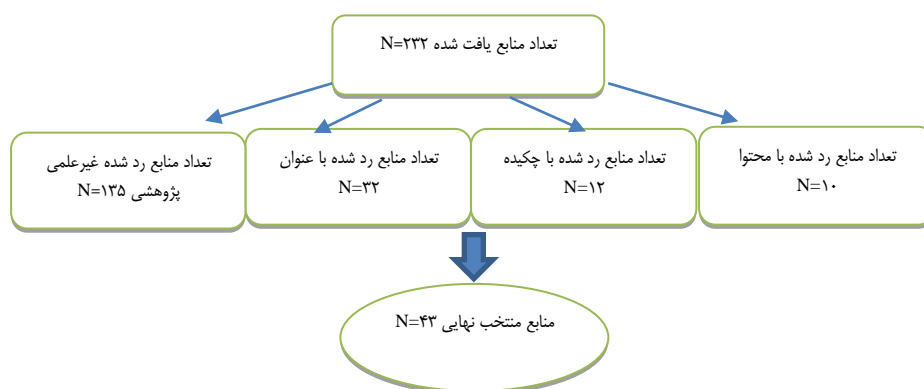 تعداد منابع یافت شده N=۲۳۲
تعداد منابع رد شده با محتوا
N=۱۰
تعداد منابع رد شده با چکیده
N=۱۲
تعداد منابع رد شده با عنوان
N=۳۲
تعداد منابع رد شده غیرعلمی
پژوهشی N=۱۳۵
منابع منتخب نهایی N=۴۳